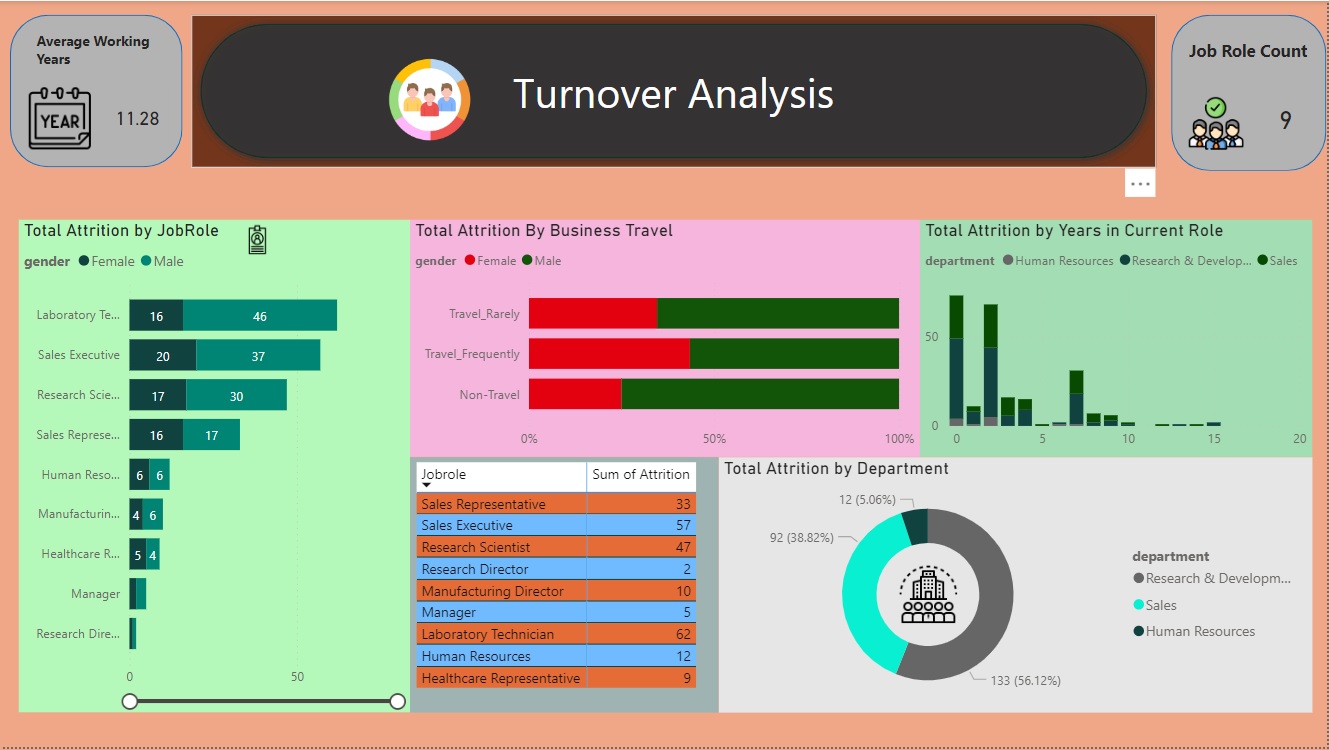 Average Working
Years
YEAR
11.28
Turnover Analysis
Job Role Count
9
...
Total Attrition by JobRole
gender Female Male
Laboratory Te... 16 46
Sales Executive 20 37
Research Scie... 17 30
Sales Represe... 16 17
Human Reso... 6 6
Manufacturin... 4 6
Healthcare R... 5 4
Manager
Research Dire...
0 50
Total Attrition By Business Travel
gender Female Male
Travel_Rarely
Travel_Frequently
Non-Travel
0% 50% 100%
Total Attrition by Years in Current Role
department Human Resources Research & Develop... Sales
50
0
0 5 10 15 20
Jobrole Sum of Attrition
Sales Representative 33
Sales Executive 57
Research Scientist 47
Research Director 2
Manufacturing Director 10
Manager 5
Laboratory Technician 62
Human Resources 12
Healthcare Representative 9
Total Attrition by Department
12 (5.06%)
92 (38.82%)
133 (56.12%)
department
Research & Developm...
Sales
Human Resources